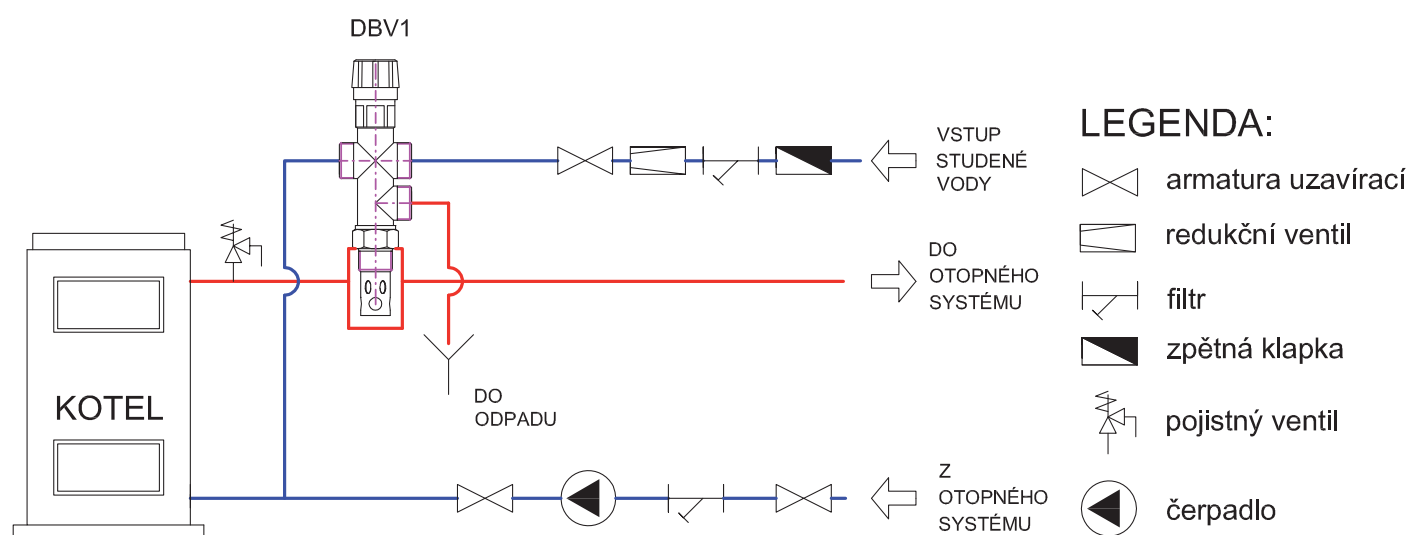 DBV1
VSTUP
STUDENÉ
VODY
DO
OTOPNÉHO
SYSTÉMU
KOTEL
DO
ODPADU
Z
OTOPNÉHO
SYSTÉMU
LEGENDA:
armatura uzavírací
redukční ventil
filtr
zpětná klapka
pojistný ventil
čerpadlo